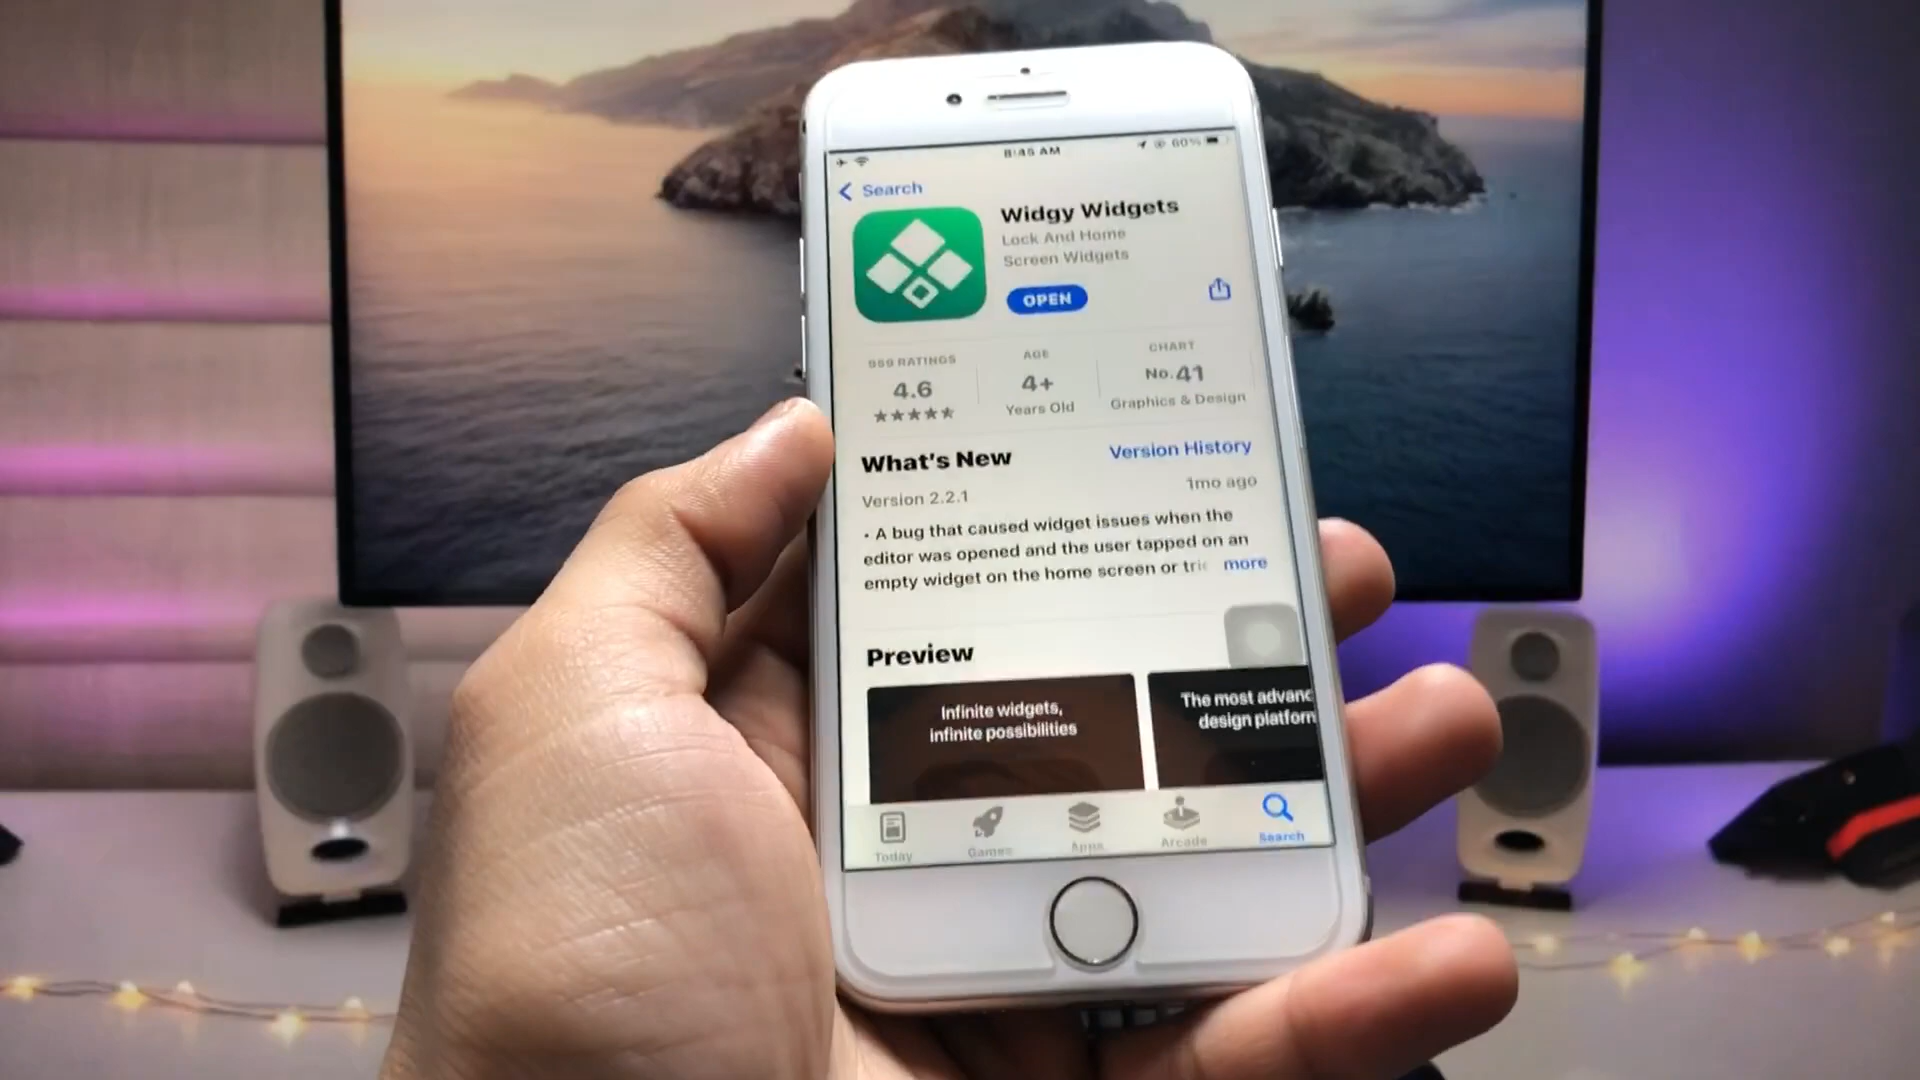 8:45 AM
60%
Search
Widgy Widgets
Lock And Home
Screen Widgets
OPEN
989 RATINGS
4.6
AGE
4+
Years Old
CHART
No.41
Graphics & Design
What's New
Version History
Version 2.2.1
1mo ago
• A bug that caused widget issues when the
editor was opened and the user tapped on an
empty widget on the home screen or tri
more
Preview
Infinite widgets,
infinite possibilities
The most advanc
design platform
Today
Games
Apps
Arcade
Search